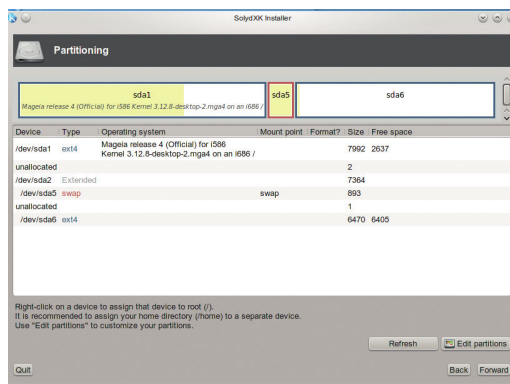 SolydXK Installer
Partitioning
sda1
Mageia release 4 (Official) for i586 Kernel 3.12.8-desktop-2.mga4 on an i686 /
sda5
sda6
Device Type Operating system Mount point Format? Size Free space
/dev/sda1 ext4 Mageia release 4 (Official) for i586
Kernel 3.12.8-desktop-2.mga4 on an i686 / 7992 2637
unallocated 2
/dev/sda2 Extended 7364
/dev/sda5 swap swap 893
unallocated 1
/dev/sda6 ext4 6470 6405
Right-click on a device to assign that device to root (/).
It is recommended to assign your home directory (/home) to a separate device.
Use "Edit partitions" to customize your partitions.
Refresh Edit partitions
Quit Back Forward